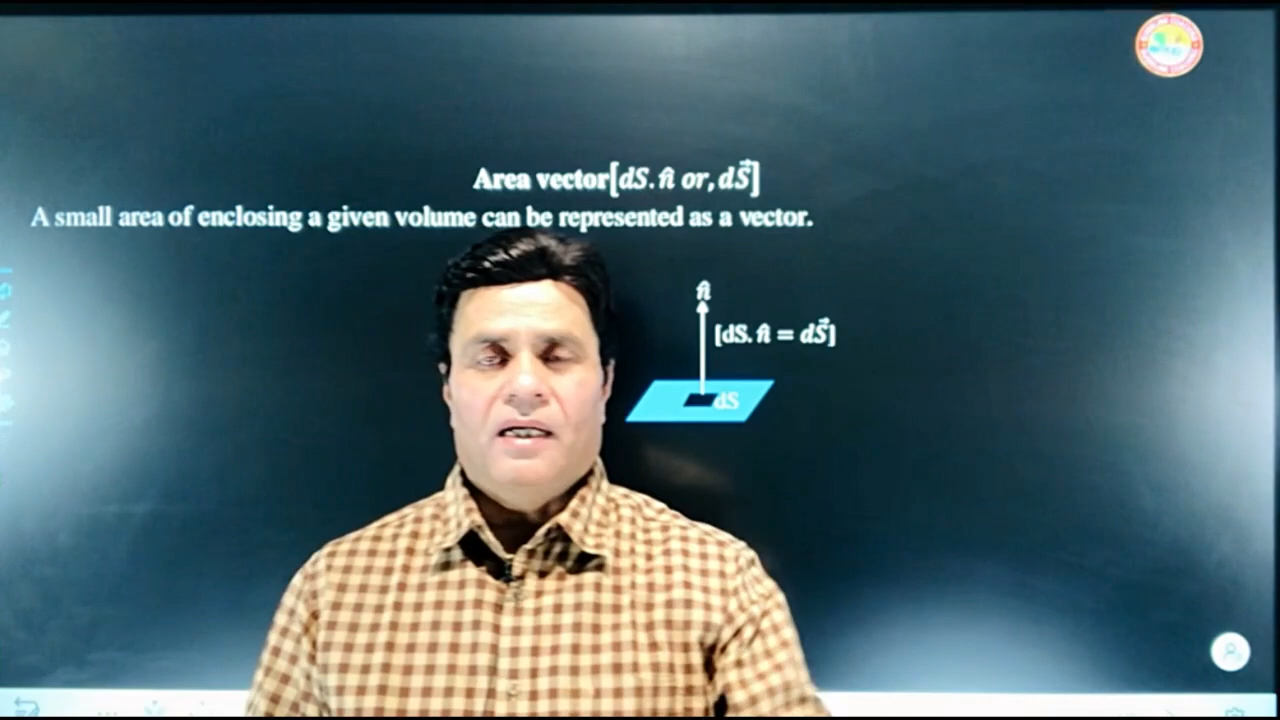 Area vector[dS.n̂ or, dS⃗]
A small area of enclosing a given volume can be represented as a vector.
n̂
[dS. n̂ = dS⃗]
dS